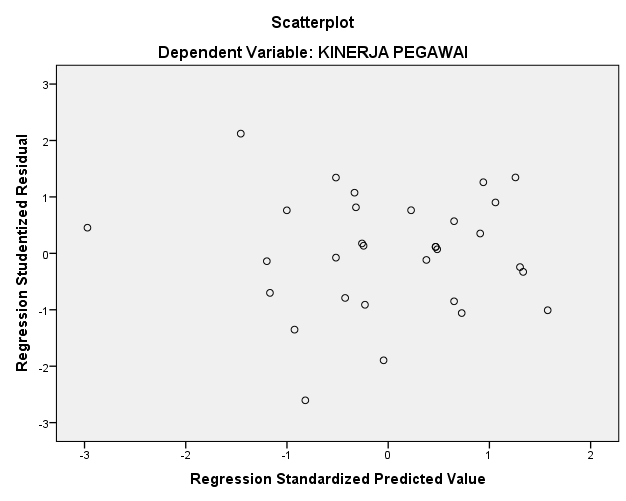 Scatterplot
Dependent Variable: KINERJA PEGAWAI
Regression Studentized Residual
3
2
1
0
-1
-2
-3
-3 -2 -1 0 1 2
Regression Standardized Predicted Value